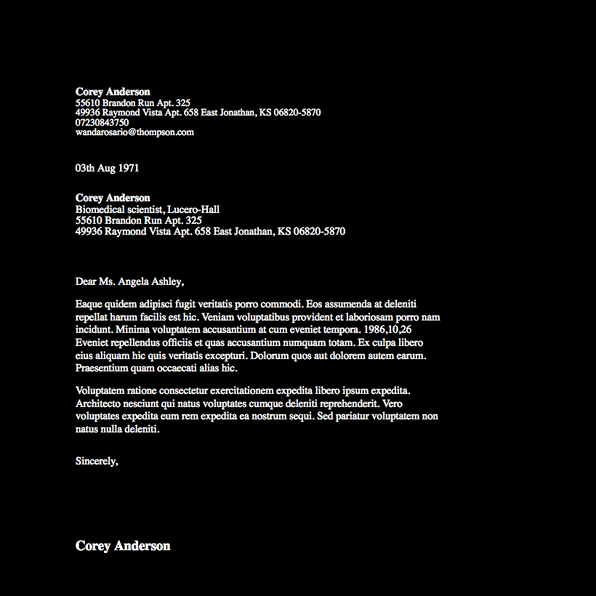 Corey Anderson
55610 Brandon Run Apt. 325
49936 Raymond Vista Apt. 658 East Jonathan, KS 06820-5870
07230843750
wandarosario@thompson.com
03th Aug 1971
Corey Anderson
Biomedical scientist, Lucero-Hall
55610 Brandon Run Apt. 325
49936 Raymond Vista Apt. 658 East Jonathan, KS 06820-5870
Dear Ms. Angela Ashley,
Eaque quidem adipisci fugit veritatis porro commodi. Eos assumenda at deleniti
repellat harum facilis est hic. Veniam voluptatibus provident et laboriosam porro nam
incidunt. Minima voluptatem accusantium at cum eveniet tempora. 1986,10,26
Eveniet repellendus officiis et quas accusantium numquam totam. Ex culpa libero
eius aliquam hic quis veritatis excepturi. Dolorum quos aut dolorem autem earum.
Praesentium quam occaecati alias hic.
Voluptatem ratione consectetur exercitationem expedita libero ipsum expedita.
Architecto nesciunt qui natus voluptates cumque deleniti reprehenderit. Vero
voluptates expedita eum rem expedita ea nostrum sequi. Sed pariatur voluptatem non
natus nulla deleniti.
Sincerely,
Corey Anderson